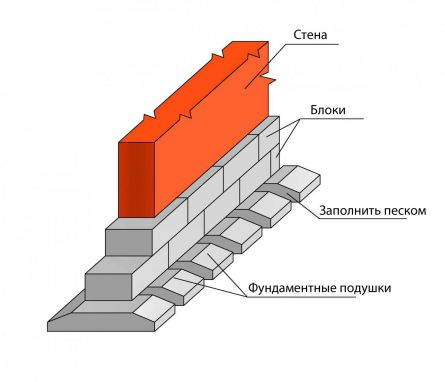 Стена
Блоки
Заполнить песком
Фундаментные подушки